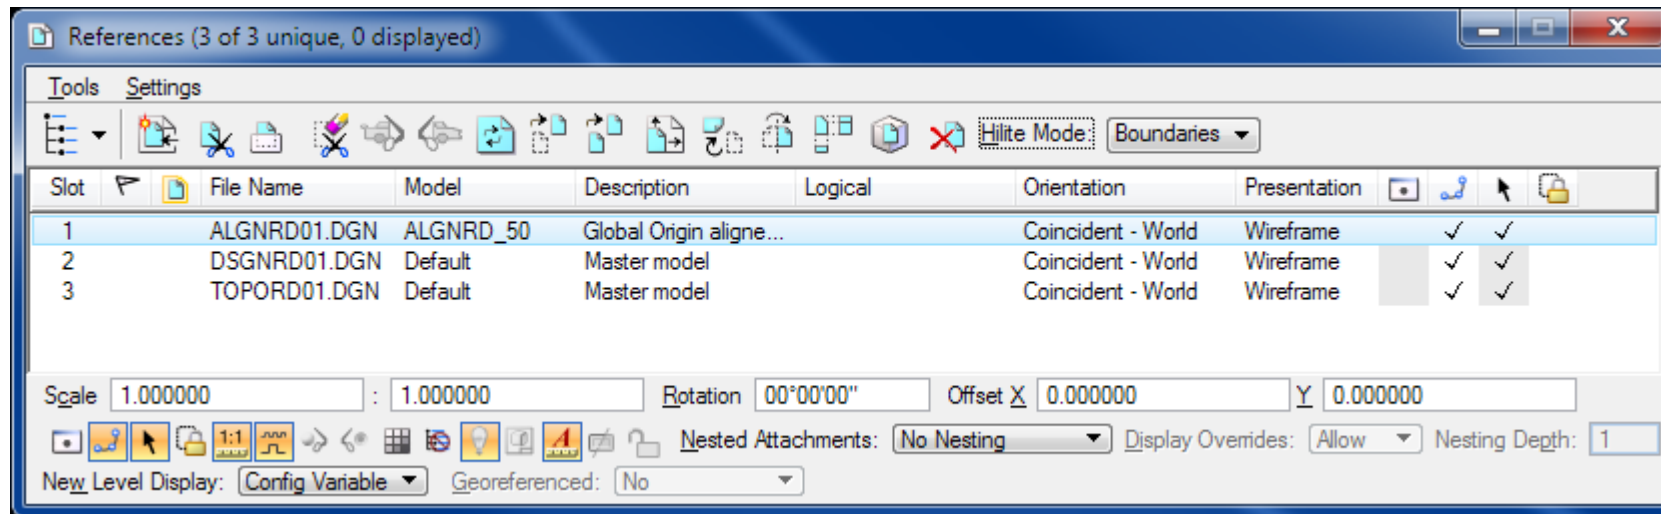 References (3 of 3 unique, 0 displayed)
Tools Settings
Hilite Mode: Boundaries
Slot File Name Model Description Logical Orientation Presentation
1 ALGNRD01.DGN ALGNRD_50 Global Origin aligne... Coincident - World Wireframe
2 DSGNRD01.DGN Default Master model Coincident - World Wireframe
3 TOPORD01.DGN Default Master model Coincident - World Wireframe
Scale 1.000000 : 1.000000 Rotation 00°00'00" Offset X 0.000000 Y 0.000000
1:1 A Nested Attachments: No Nesting Display Overrides: Allow Nesting Depth: 1
New Level Display: Config Variable Georeferenced: No